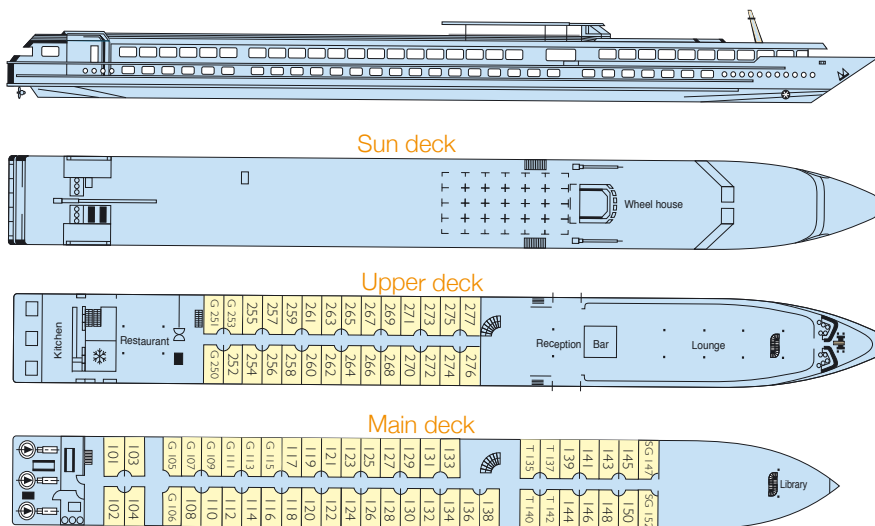 Sun deck
Wheel house
Upper deck
G 251 G 253 255 257 259 261 263 265 267 269 271 273 275 277
Kitchen Restaurant Reception Bar Lounge
G 250 252 254 256 258 260 262 264 266 268 270 272 274 276
Main deck
101 103 G 105 G 107 G 109 G 111 G 113 G 115 117 119 121 123 125 127 129 131 133 T 135 T 137 139 141 143 145 SG 147
Library
102 104 G 106 108 110 112 114 116 118 120 122 124 126 128 130 132 134 136 138 T 140 T 142 144 146 148 150 SG 152